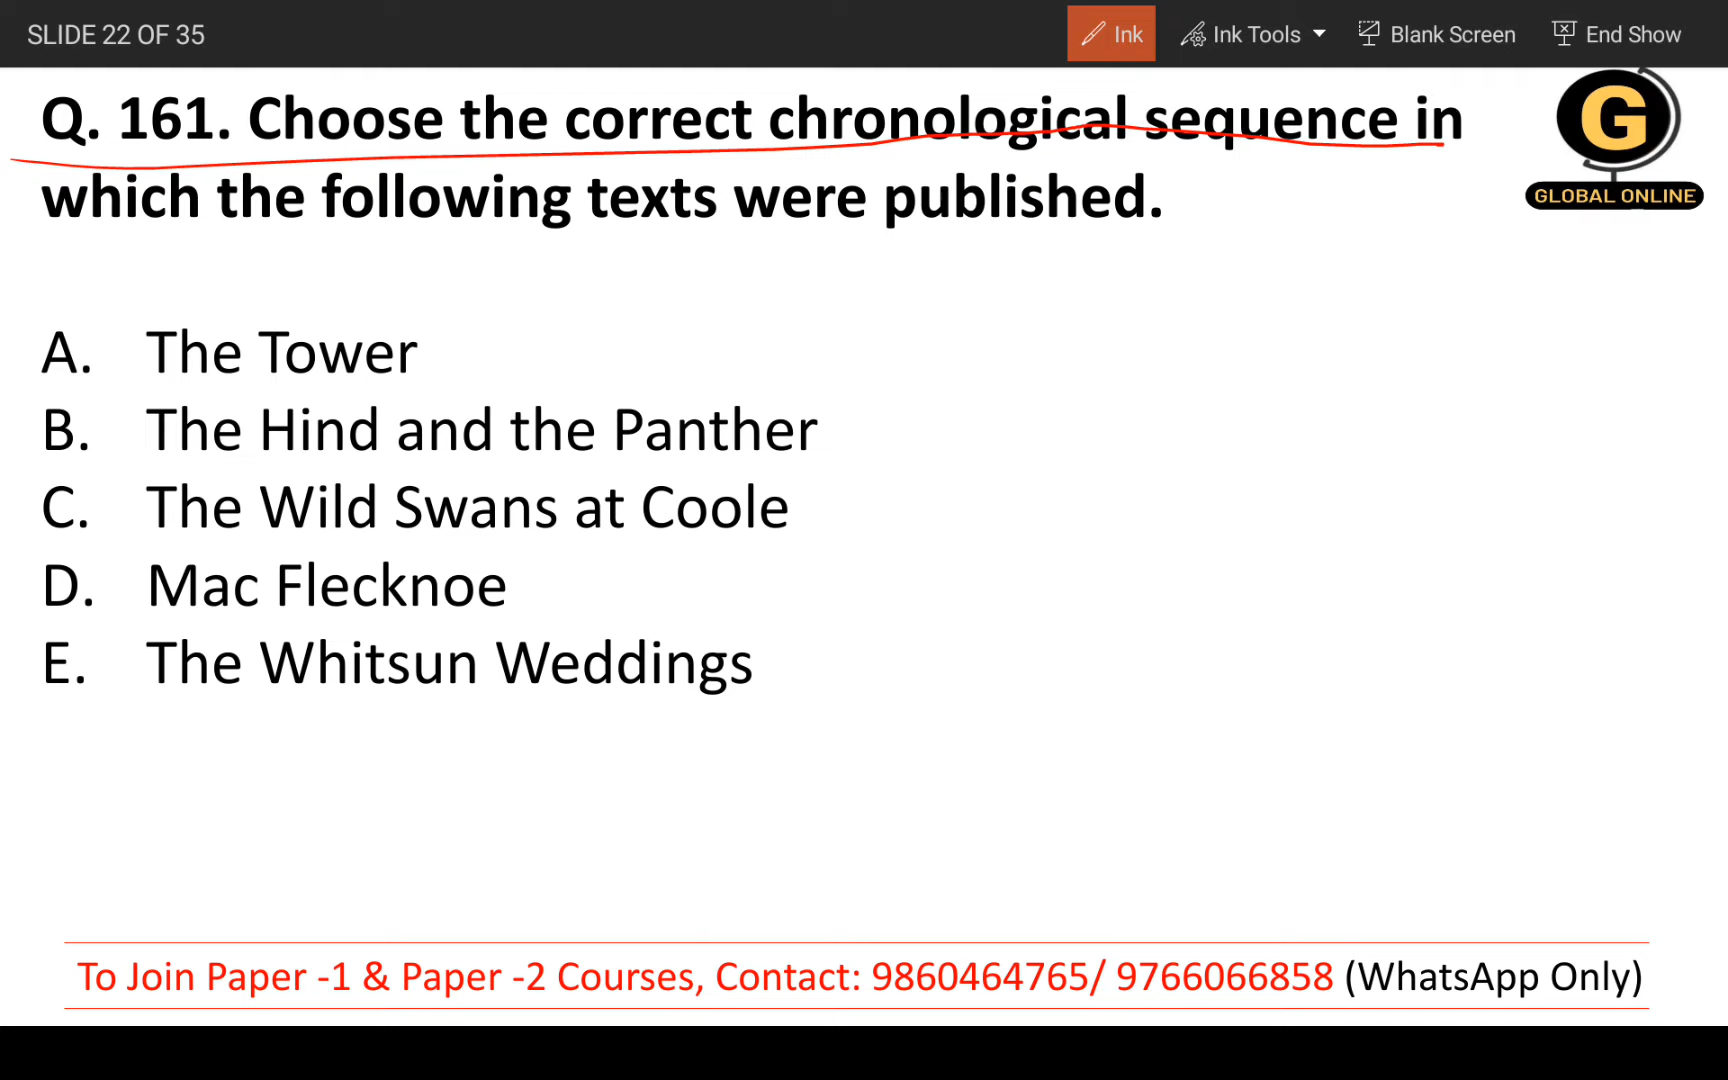 SLIDE 22 OF 35
Ink
Ink Tools
Blank Screen
End Show
Q. 161. Choose the correct chronological sequence in
which the following texts were published.
G
GLOBAL ONLINE
A. The Tower
B. The Hind and the Panther
C. The Wild Swans at Coole
D. Mac Flecknoe
E. The Whitsun Weddings
To Join Paper -1 & Paper -2 Courses, Contact: 9860464765/ 9766066858 (WhatsApp Only)